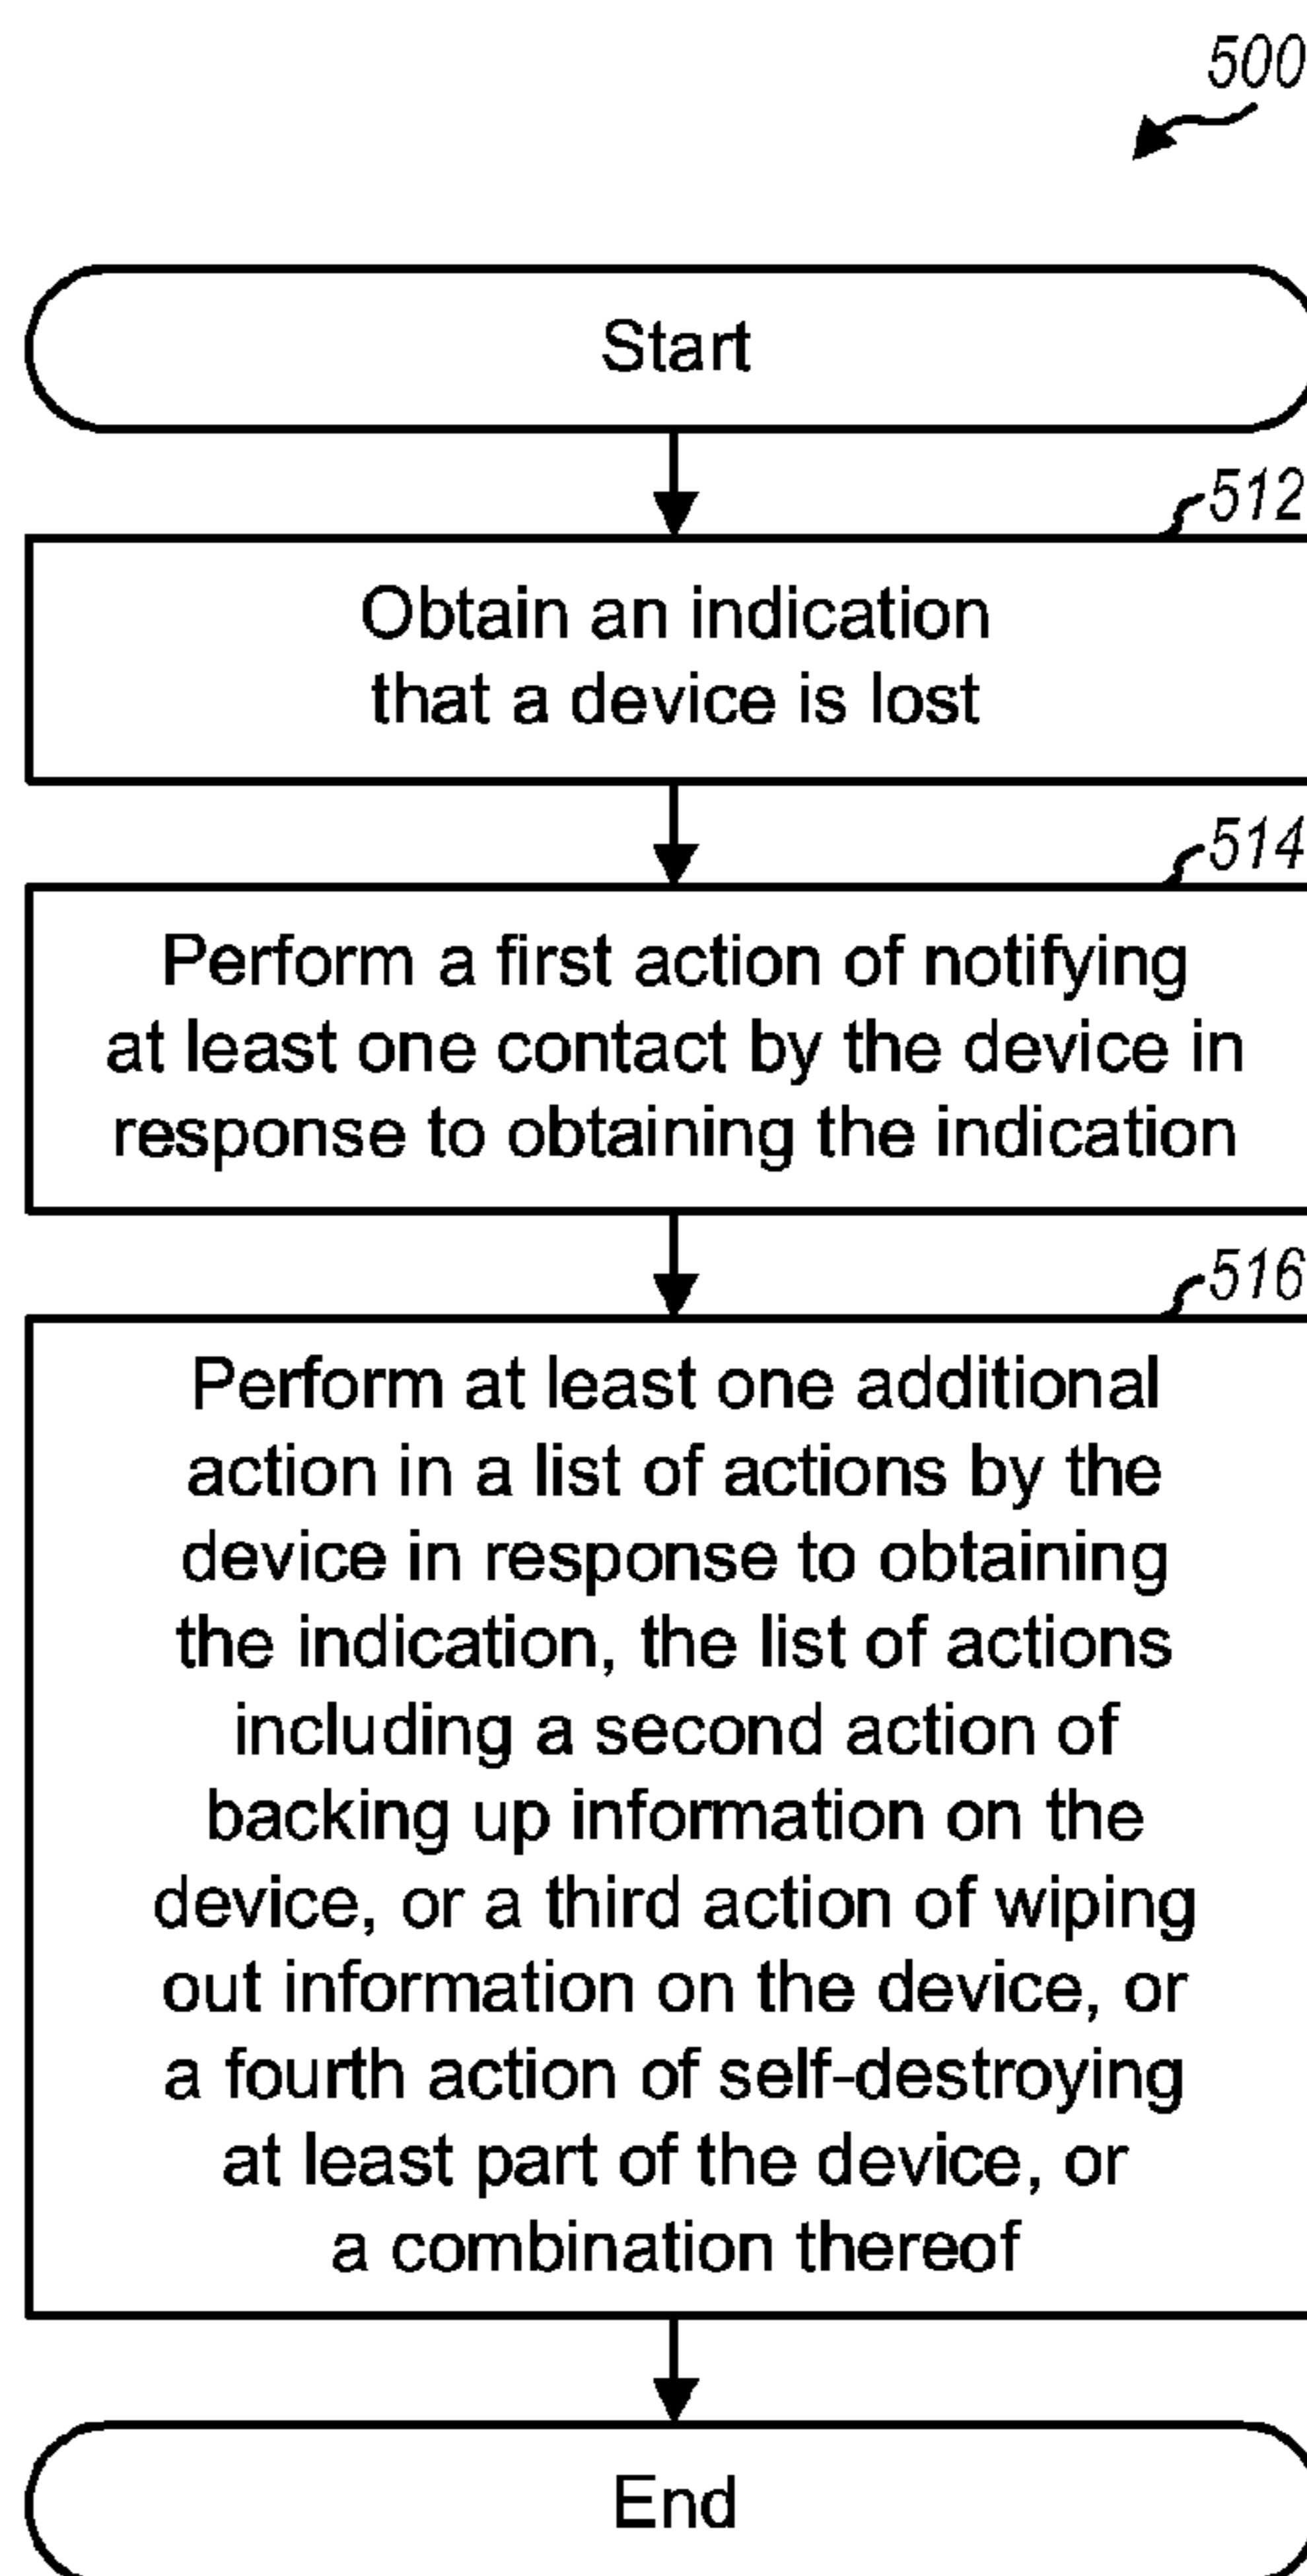 500
Start
512
Obtain an indication
that a device is lost
514
Perform a first action of notifying
at least one contact by the device in
response to obtaining the indication
516
Perform at least one additional
action in a list of actions by the
device in response to obtaining
the indication, the list of actions
including a second action of
backing up information on the
device, or a third action of wiping
out information on the device, or
a fourth action of self-destroying
at least part of the device, or
a combination thereof
End